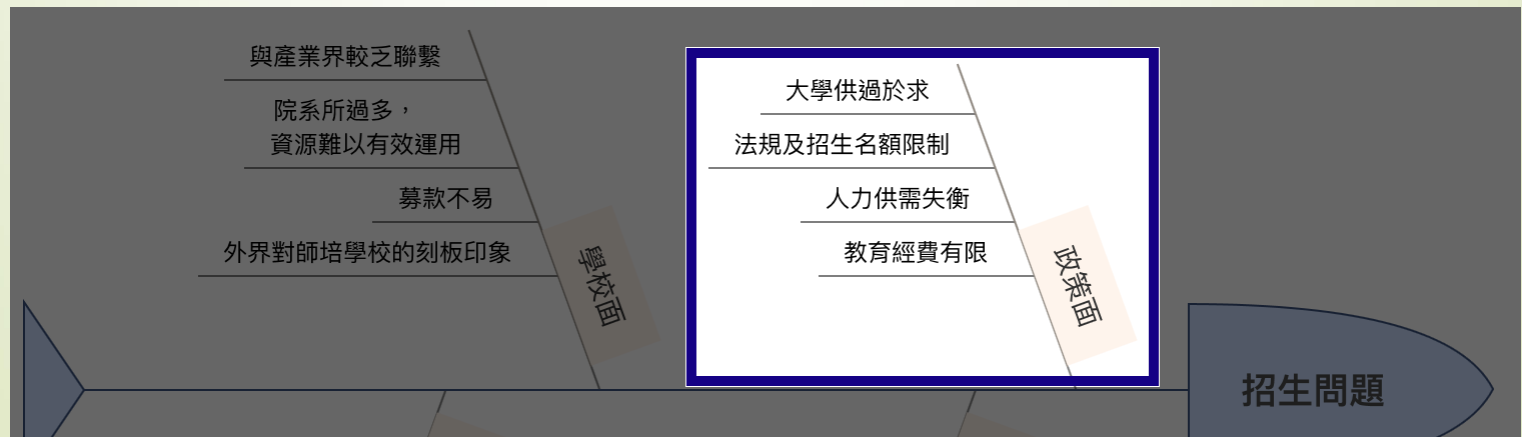 與產業界較乏聯繫
院系所過多，
資源難以有效運用
募款不易
外界對師培學校的刻板印象
學校面
大學供過於求
法規及招生名額限制
人力供需失衡
教育經費有限
政策面
招生問題